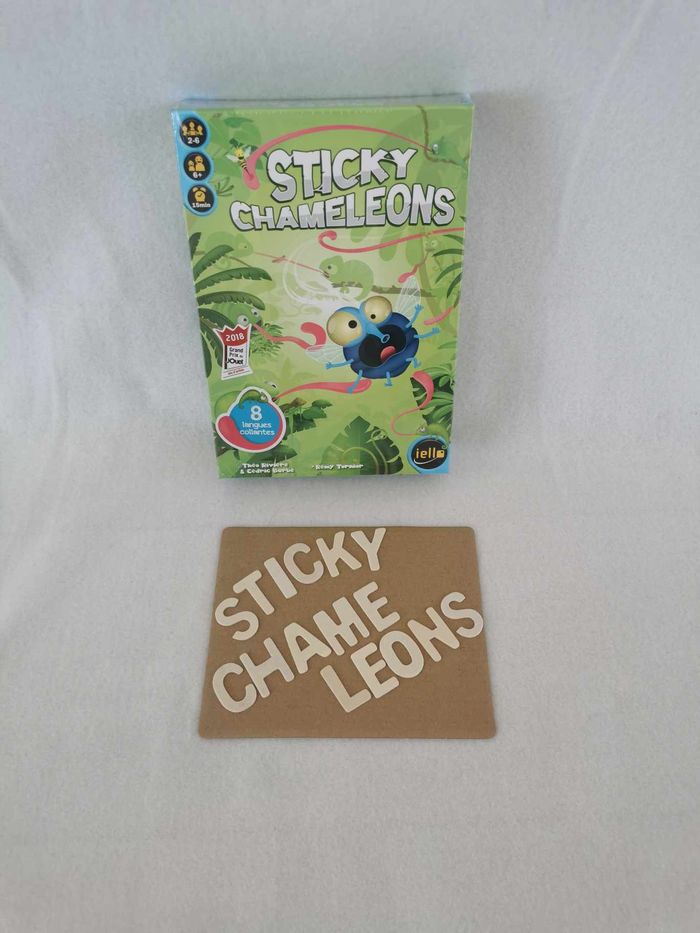 2-6
6+
15min
STICKY
CHAMELEONS
2018
Grand
Prix du
jouet
8
langues
collantes
Théo Rivière
& Cédric Barbé
Rémy Tornior
iello
STICKY
CHAME
LEONS